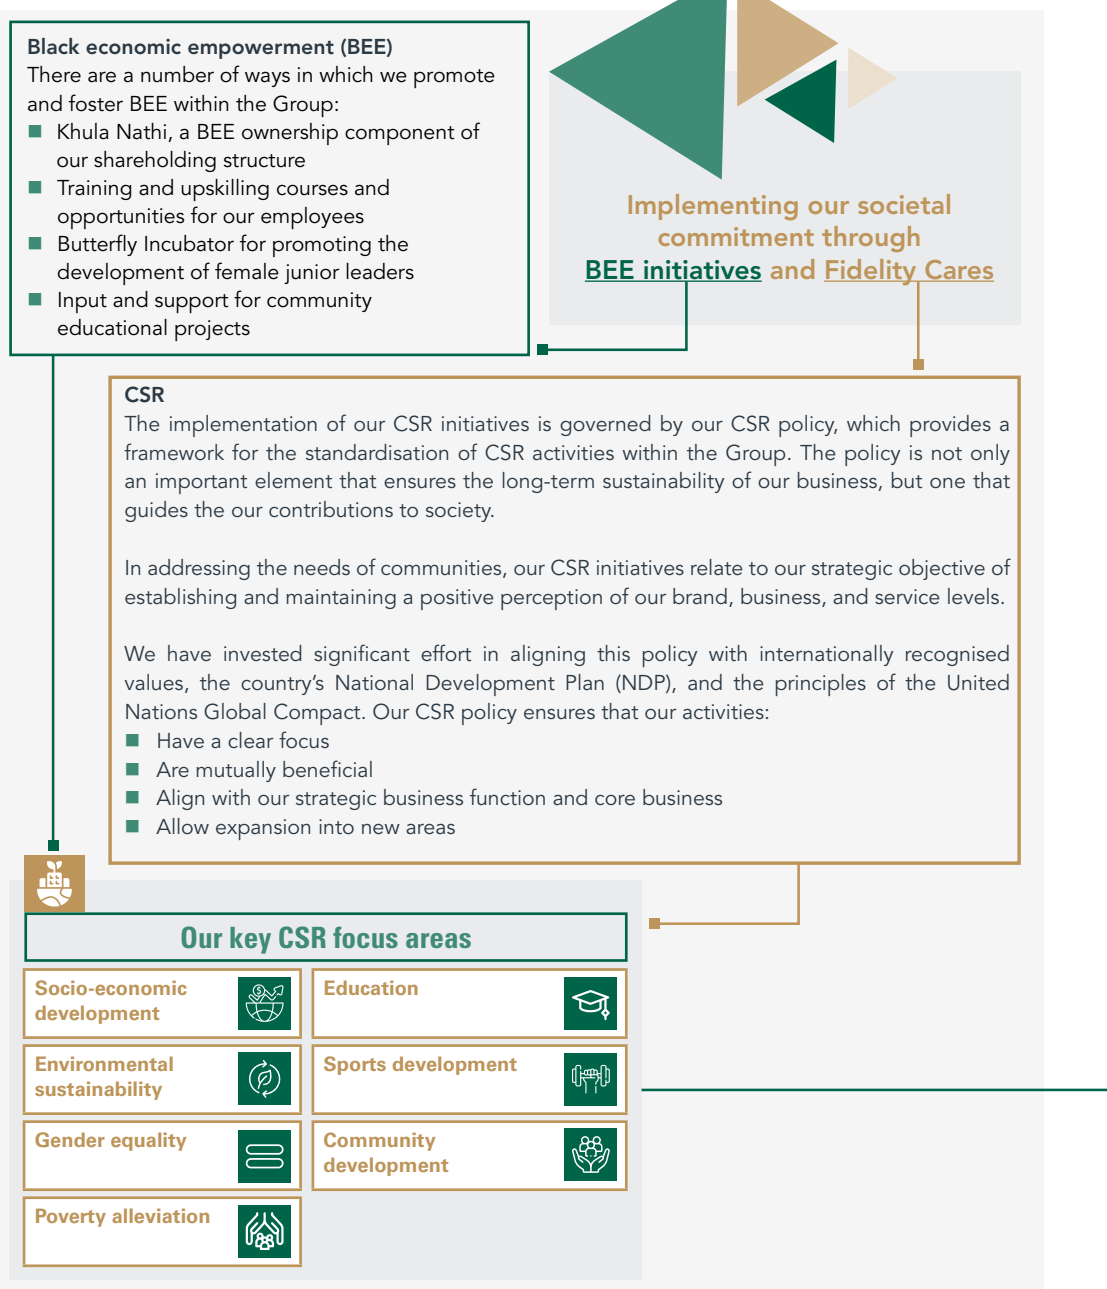 Black economic empowerment (BEE)
There are a number of ways in which we promote
and foster BEE within the Group:
Khula Nathi, a BEE ownership component of
our shareholding structure
Training and upskilling courses and
opportunities for our employees
Butterfly Incubator for promoting the
development of female junior leaders
Input and support for community
educational projects
Implementing our societal
commitment through
BEE initiatives and Fidelity Cares
CSR
The implementation of our CSR initiatives is governed by our CSR policy, which provides a
framework for the standardisation of CSR activities within the Group. The policy is not only
an important element that ensures the long-term sustainability of our business, but one that
guides the our contributions to society.
In addressing the needs of communities, our CSR initiatives relate to our strategic objective of
establishing and maintaining a positive perception of our brand, business, and service levels.
We have invested significant effort in aligning this policy with internationally recognised
values, the country's National Development Plan (NDP), and the principles of the United
Nations Global Compact. Our CSR policy ensures that our activities:
Have a clear focus
Are mutually beneficial
Align with our strategic business function and core business
Allow expansion into new areas
Our key CSR focus areas
Socio-economic
development
Education
Environmental
sustainability
Sports development
Gender equality
Community
development
Poverty alleviation